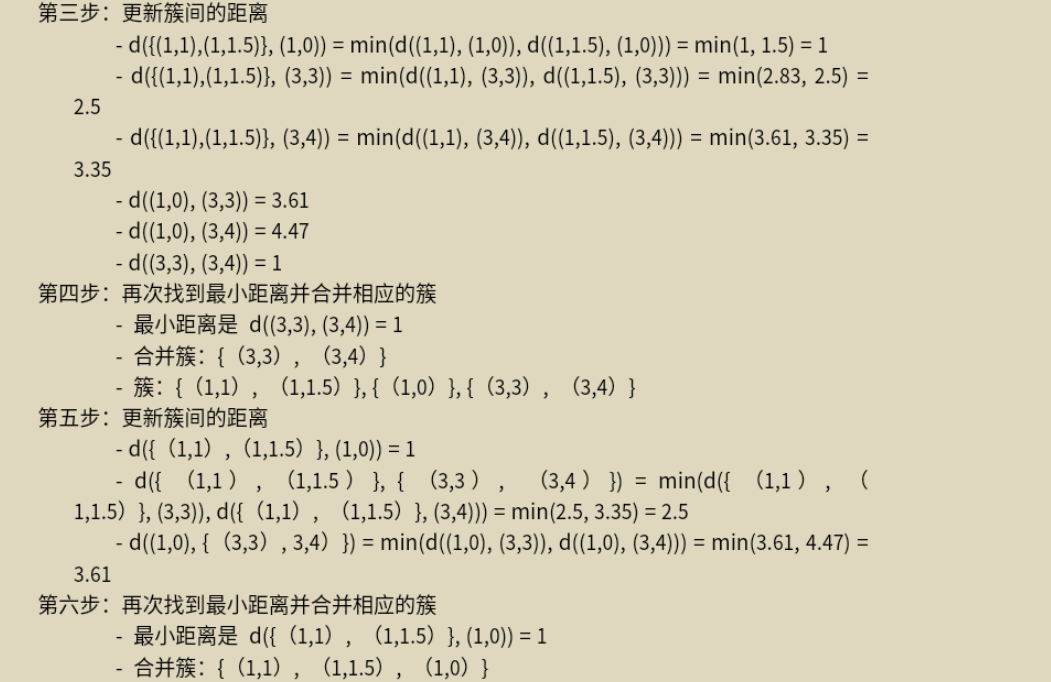 第三步：更新簇间的距离
- d({(1,1),(1,1.5)}, (1,0)) = min(d((1,1), (1,0)), d((1,1.5), (1,0))) = min(1, 1.5) = 1
- d({(1,1),(1,1.5)}, (3,3)) = min(d((1,1), (3,3)), d((1,1.5), (3,3))) = min(2.83, 2.5) =
2.5
- d({(1,1),(1,1.5)}, (3,4)) = min(d((1,1), (3,4)), d((1,1.5), (3,4))) = min(3.61, 3.35) =
3.35
- d((1,0), (3,3)) = 3.61
- d((1,0), (3,4)) = 4.47
- d((3,3), (3,4)) = 1
第四步：再次找到最小距离并合并相应的簇
- 最小距离是 d((3,3), (3,4)) = 1
- 合并簇：{（3,3），（3,4）}
- 簇：{（1,1），（1,1.5）}, {（1,0）}, {（3,3），（3,4）}
第五步：更新簇间的距离
- d({（1,1）,（1,1.5）}, (1,0)) = 1
- d({ （1,1 ） ， （1,1.5 ） }, { （3,3 ） ， （3,4 ） }) = min(d({ （1,1 ） ， （
1,1.5）}, (3,3)), d({（1,1），（1,1.5）}, (3,4))) = min(2.5, 3.35) = 2.5
- d((1,0), {（3,3）, 3,4）}) = min(d((1,0), (3,3)), d((1,0), (3,4))) = min(3.61, 4.47) =
3.61
第六步：再次找到最小距离并合并相应的簇
- 最小距离是 d({（1,1），（1,1.5）}, (1,0)) = 1
- 合并簇：{（1,1），（1,1.5），（1,0）}